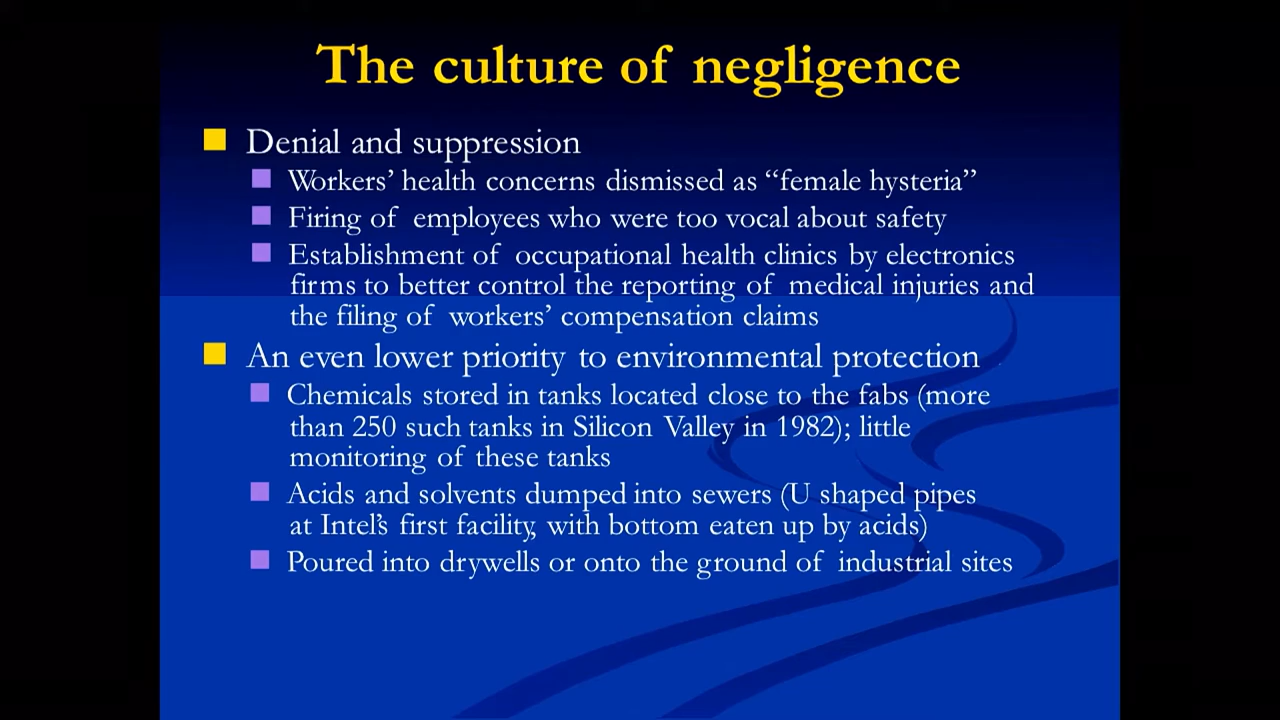 The culture of negligence
Denial and suppression
Workers’ health concerns dismissed as “female hysteria”
Firing of employees who were too vocal about safety
Establishment of occupational health clinics by electronics
firms to better control the reporting of medical injuries and
the filing of workers’ compensation claims
An even lower priority to environmental protection
Chemicals stored in tanks located close to the fabs (more
than 250 such tanks in Silicon Valley in 1982); little
monitoring of these tanks
Acids and solvents dumped into sewers (U shaped pipes
at Intel’s first facility, with bottom eaten up by acids)
Poured into drywells or onto the ground of industrial sites